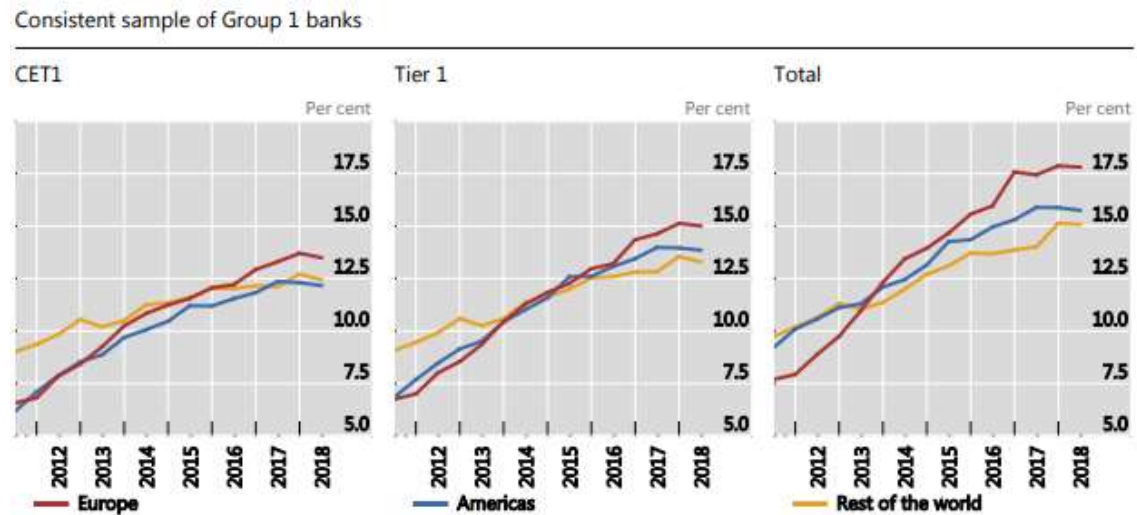 Consistent sample of Group 1 banks
CET1
Per cent
17.5
15.0
12.5
10.0
7.5
5.0
2012 2013 2014 2015 2016 2017 2018
Tier 1
Per cent
17.5
15.0
12.5
10.0
7.5
5.0
2012 2013 2014 2015 2016 2017 2018
Total
Per cent
17.5
15.0
12.5
10.0
7.5
5.0
2012 2013 2014 2015 2016 2017 2018
Europe
Americas
Rest of the world